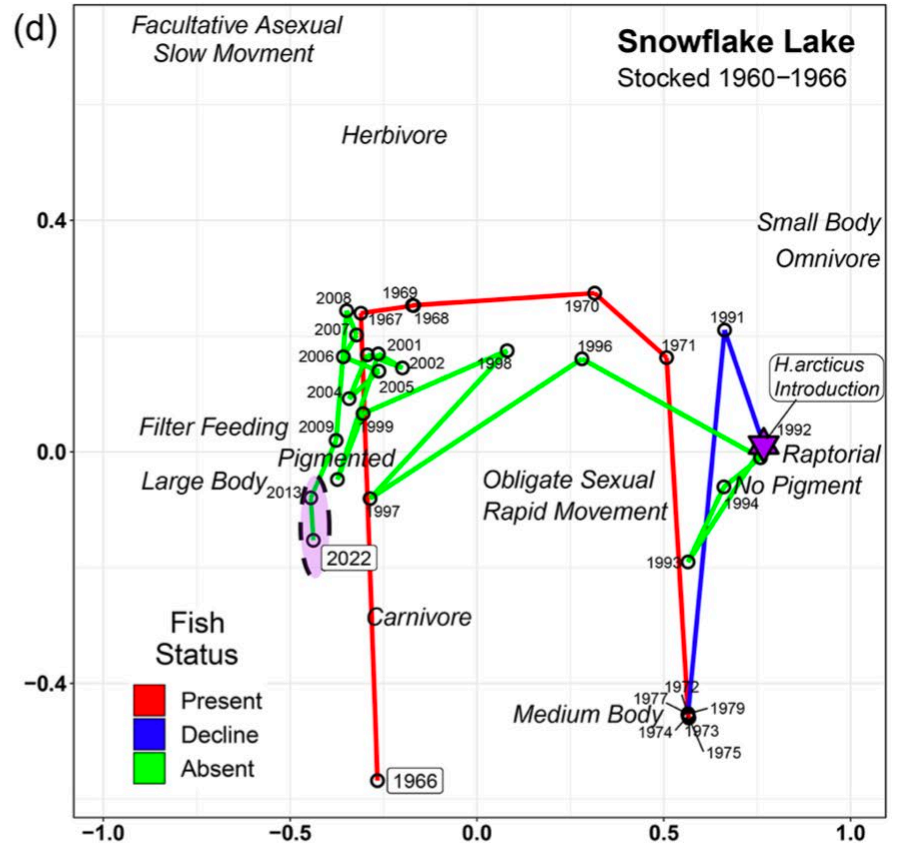 (d)
Facultative Asexual
Slow Movment
Snowflake Lake
Stocked 1960−1966
Herbivore
0.4
Small Body
Omnivore
2008
1969
1967
1968
1970
1991
2007
2001
1996
1971
2006
2002
1998
H.arcticus
Introduction
2004
2005
Filter Feeding
2009
1999
1992
0.0
Pigmented
Raptorial
Large Body
2013
Obligate Sexual
No Pigment
Rapid Movement
1997
1994
2022
1993
Carnivore
Fish
Status
−0.4
Present
Decline
Absent
1972
1977
1979
Medium Body
1974
1973
1975
1966
−1.0
−0.5
0.0
0.5
1.0